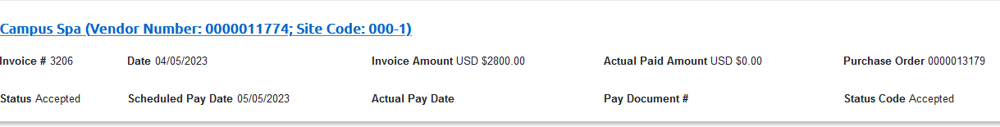 Campus Spa (Vendor Number: 0000011774; Site Code: 000-1)
Invoice # 3206 Date 04/05/2023 Invoice Amount USD $2800.00 Actual Paid Amount USD $0.00 Purchase Order 0000013179
Status Accepted Scheduled Pay Date 05/05/2023 Actual Pay Date Pay Document # Status Code Accepted